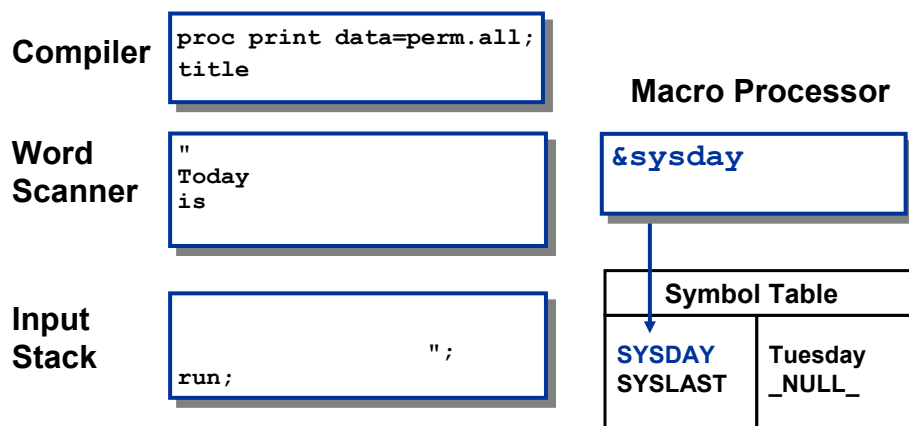 Compiler
proc print data=perm.all;
title
Macro Processor
Word
Scanner
"
Today
is
&sysday
Input
Stack
";
run;
Symbol Table
SYSDAY Tuesday
SYSLAST _NULL_